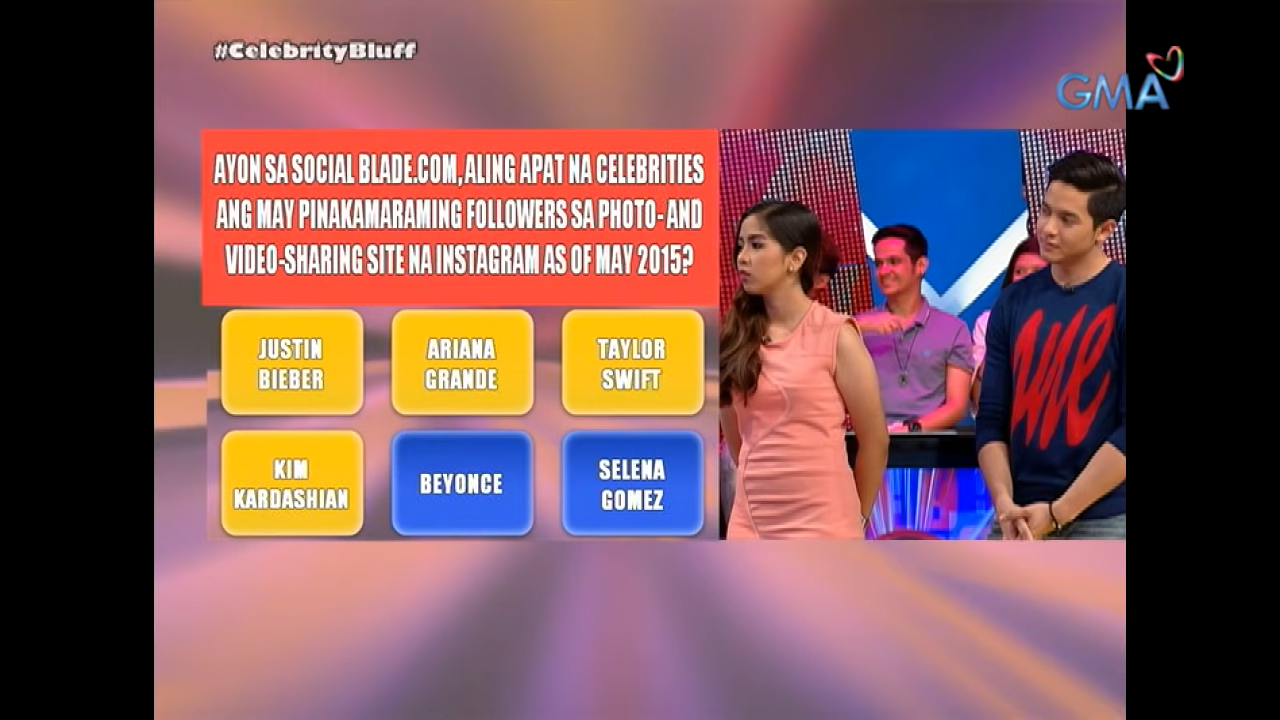 #CelebrityBluff
GMA
AYON SA SOCIAL BLADE.COM, ALING APAT NA CELEBRITIES
ANG MAY PINAKAMARAMING FOLLOWERS SA PHOTO- AND
VIDEO-SHARING SITE NA INSTAGRAM AS OF MAY 2015?
JUSTIN
BIEBER
ARIANA
GRANDE
TAYLOR
SWIFT
KIM
KARDASHIAN
BEYONCE
SELENA
GOMEZ